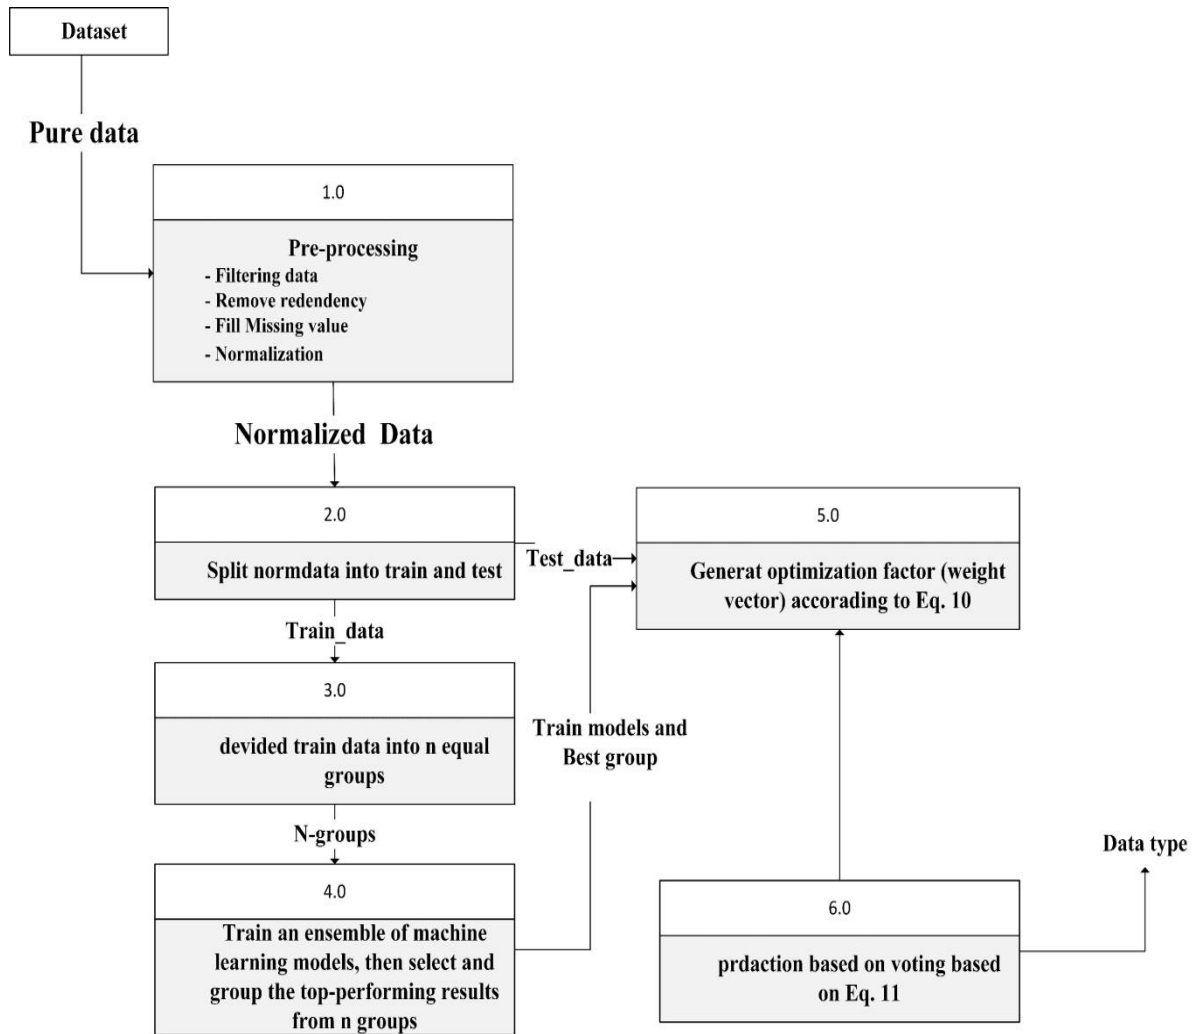 Dataset
Pure data
1.0
Pre-processing
- Filtering data
- Remove redendency
- Fill Missing value
- Normalization
Normalized Data
2.0
Split normdata into train and test
Test_data
5.0
Generat optimization factor (weight
vector) accorading to Eq. 10
Train_data
3.0
devided train data into n equal
groups
Train models and
Best group
N-groups
4.0
Train an ensemble of machine
learning models, then select and
group the top-performing results
from n groups
6.0
prdaction based on voting based
on Eq. 11
Data type